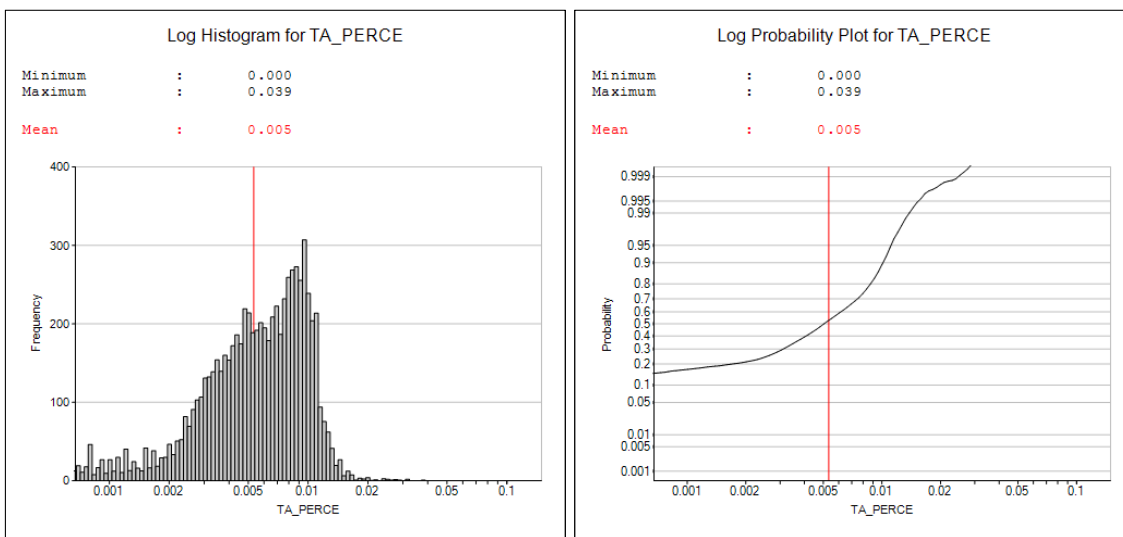 Log Histogram for TA_PERCE
Minimum : 0.000
Maximum : 0.039
Mean : 0.005
400
300
200
100
0
Frequency
0.001 0.002 0.005 0.01 0.02 0.05 0.1
TA_PERCE
Log Probability Plot for TA_PERCE
Minimum : 0.000
Maximum : 0.039
Mean : 0.005
0.999
0.995
0.99
0.95
0.9
0.8
0.7
0.6
0.5
0.4
0.3
0.2
0.1
0.05
0.01
0.005
0.001
Probability
0.001 0.002 0.005 0.01 0.02 0.05 0.1
TA_PERCE